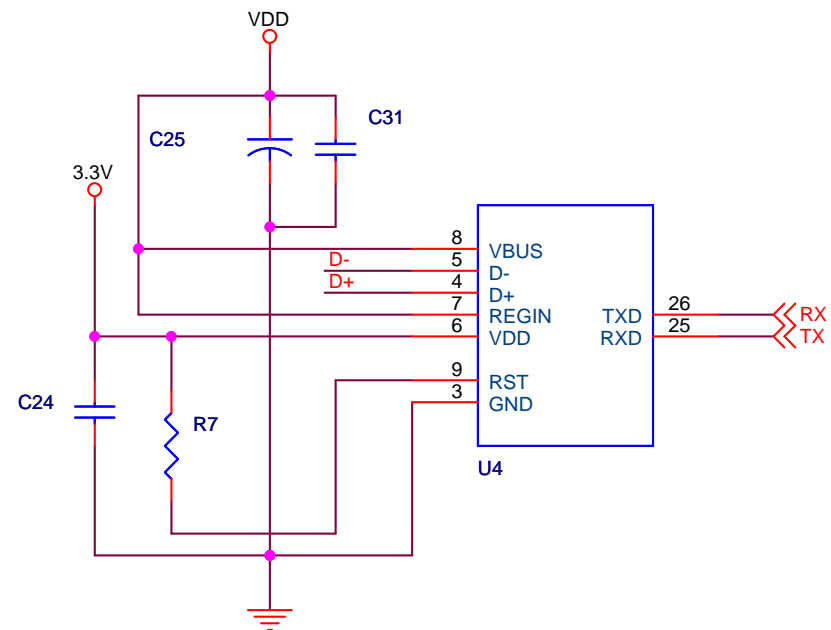 VDD
C31
C25
3.3V
8 VBUS
D- 5 D-
D+ 4 D+
7 REGIN TXD 26 RX
6 VDD RXD 25 TX
9 RST
3 GND
C24
R7
U4